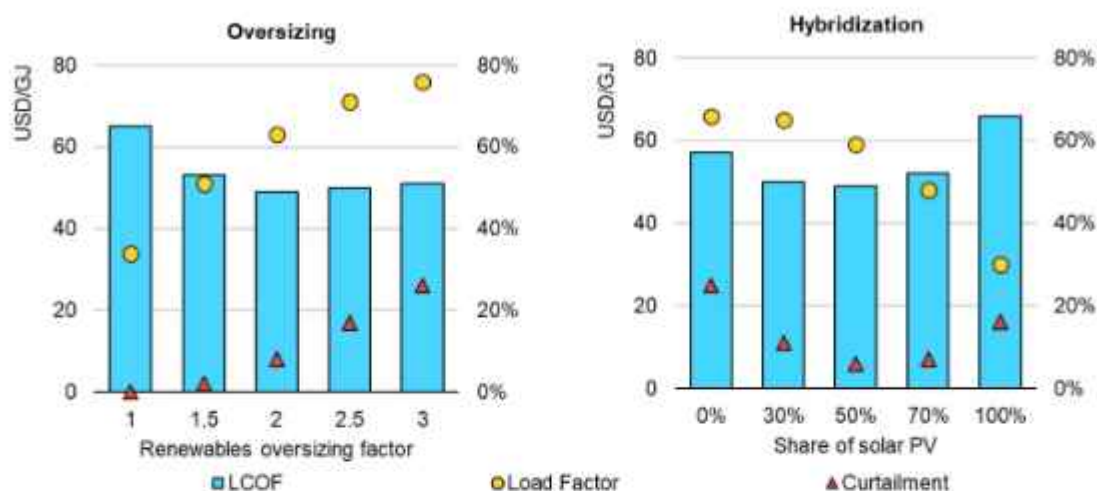 Oversizing
USD/GJ
80
60
40
20
0
80%
60%
40%
20%
0%
1 1.5 2 2.5 3
Renewables oversizing factor
Hybridization
USD/GJ
80
60
40
20
0
80%
60%
40%
20%
0%
0% 30% 50% 70% 100%
Share of solar PV
LCOF Load Factor Curtailment